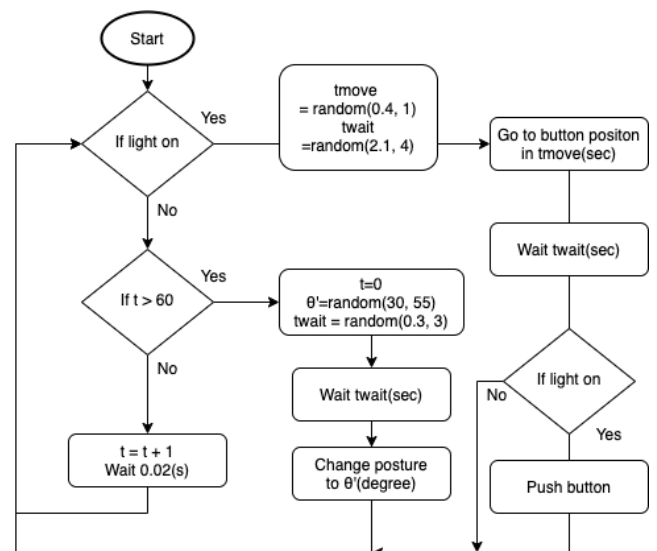 Start
If light on
Yes
tmove
= random(0.4, 1)
twait
=random(2.1, 4)
Go to button positon
in tmove(sec)
No
Wait twait(sec)
If t > 60
Yes
t=0
θ'=random(30, 55)
twait = random(0.3, 3)
No
Wait twait(sec)
If light on
No
Yes
t = t + 1
Wait 0.02(s)
Change posture
to θ'(degree)
Push button